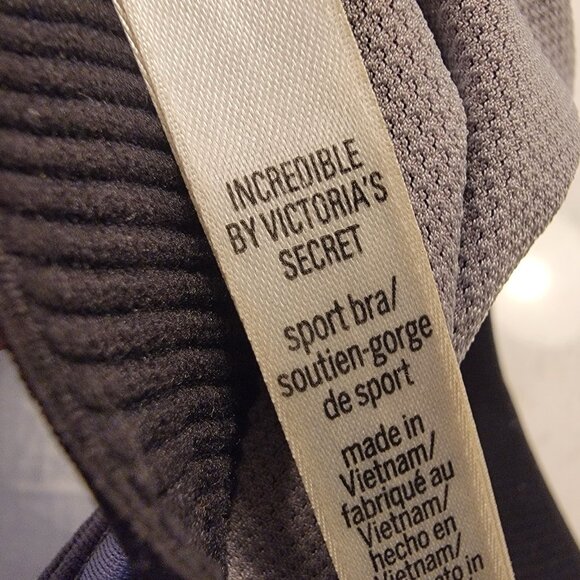 INCREDIBLE
BY VICTORIA'S
SECRET
sport bra/
soutien-gorge
de sport
made in
Vietnam/
fabriqué au
Vietnam/
hecho en
Vietnam/
in